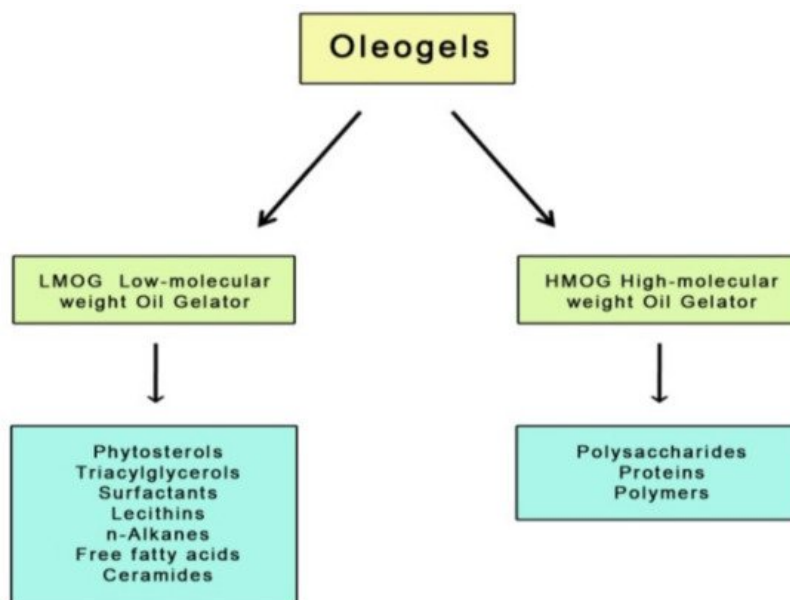 Oleogels
LMOG Low-molecular
weight Oil Gelator
HMOG High-molecular
weight Oil Gelator
Phytosterols
Triacylglycerols
Surfactants
Lecithins
n-Alkanes
Free fatty acids
Ceramides
Polysaccharides
Proteins
Polymers